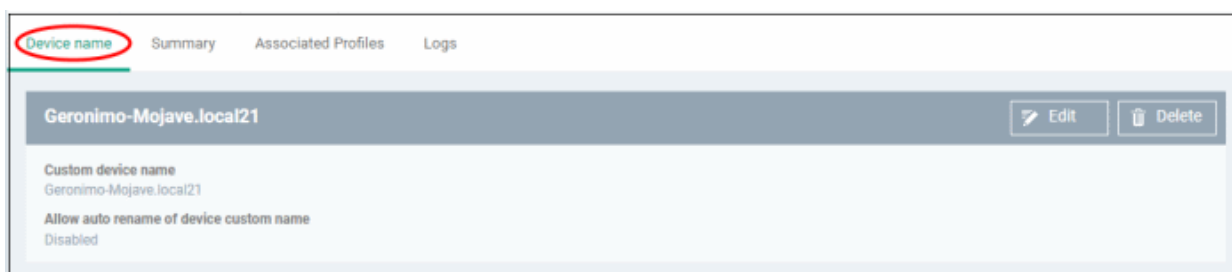 Device name Summary Associated Profiles Logs
Geronimo-Mojave.local21 Edit Delete
Custom device name
Geronimo-Mojave.local21
Allow auto rename of device custom name
Disabled